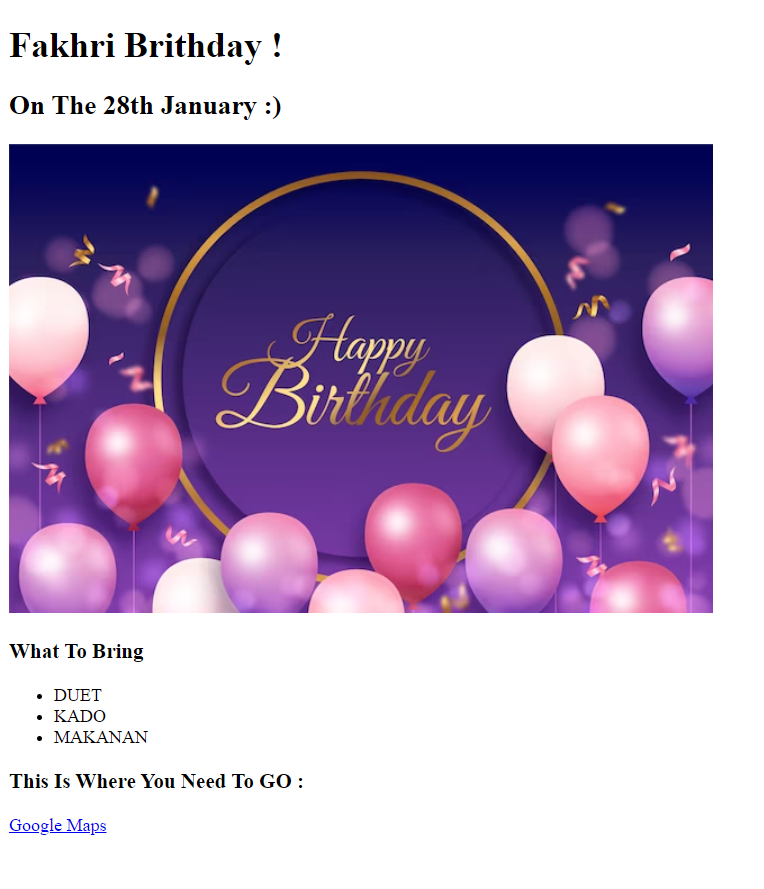 Fakhri Brithday !
On The 28th January :)
Happy
Birthday
What To Bring
DUET
KADO
MAKANAN
This Is Where You Need To GO :
Google Maps